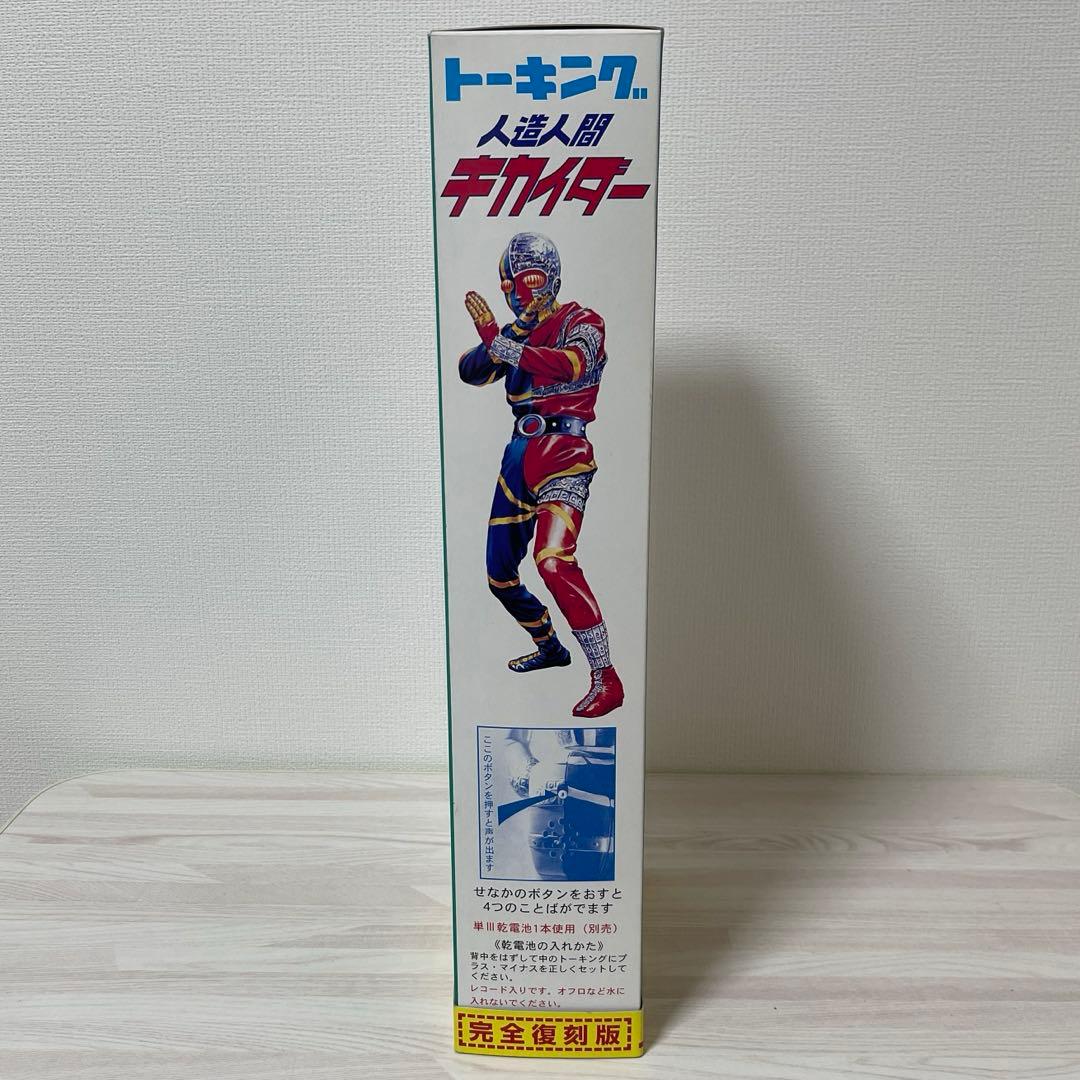 トーキング
人造人間
キカイダー
ここのボタンを押すと声が出ます
せなかのボタンをおすと
4つのことばがでます
単III乾電池1本使用（別売）
《乾電池の入れかた》
背中をはずして中のトーキングにプ
ラス・マイナスを正しくセットして
ください。
レコード入りです。オフロなど水に
入れないでください。
完全復刻版